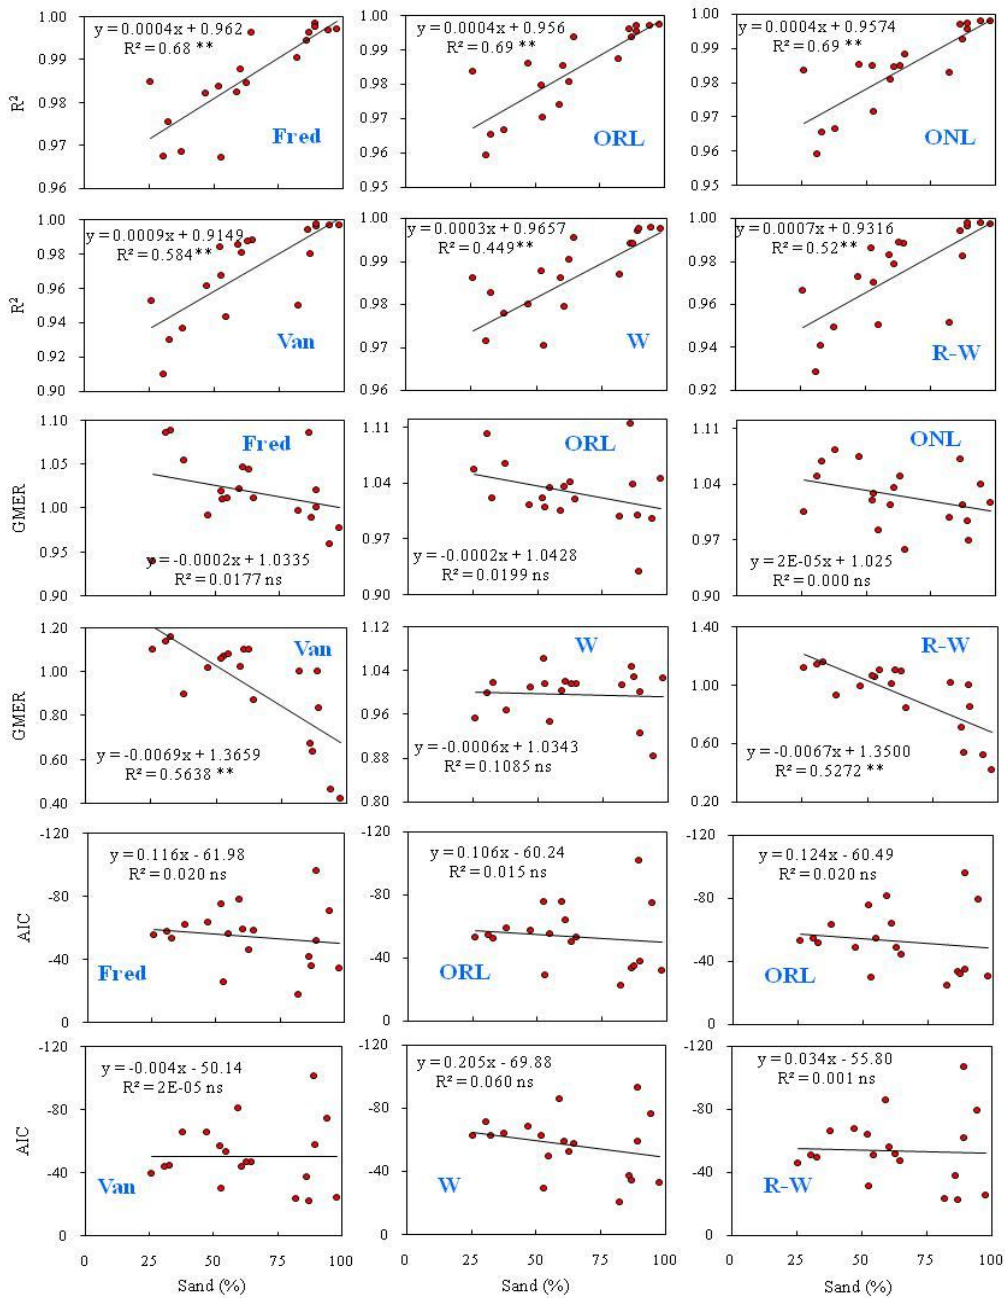 y = 0.0004x + 0.962
R² = 0.68 **
Fred
R²
1.00
0.99
0.98
0.97
0.96
y = 0.0004x + 0.956
R² = 0.69 **
ORL
1.00
0.99
0.98
0.97
0.96
0.95
y = 0.0004x + 0.9574
R² = 0.69 **
ONL
1.00
0.99
0.98
0.97
0.96
0.95
y = 0.0009x + 0.9149
R² = 0.584 **
Van
R²
1.00
0.98
0.96
0.94
0.92
0.90
y = 0.0003x + 0.9657
R² = 0.449 **
W
1.00
0.99
0.98
0.97
0.96
y = 0.0007x + 0.9316
R² = 0.52 **
R-W
1.00
0.98
0.96
0.94
0.92
Fred
y = -0.0002x + 1.0335
R² = 0.0177 ns
GMER
1.10
1.05
1.00
0.95
0.90
ORL
y = -0.0002x + 1.0428
R² = 0.0199 ns
1.11
1.04
0.97
0.90
ONL
y = 2E-05x + 1.025
R² = 0.000 ns
1.11
1.04
0.97
0.90
Van
y = -0.0069x + 1.3659
R² = 0.5638 **
GMER
1.20
1.00
0.80
0.60
0.40
W
y = -0.0006x + 1.0343
R² = 0.1085 ns
1.12
1.04
0.96
0.88
0.80
R-W
y = -0.0067x + 1.3500
R² = 0.5272 **
1.40
1.00
0.60
0.20
y = 0.116x - 61.98
R² = 0.020 ns
Fred
AIC
-120
-80
-40
0
y = 0.106x - 60.24
R² = 0.015 ns
ORL
-120
-80
-40
0
y = 0.124x - 60.49
R² = 0.020 ns
ORL
-120
-80
-40
0
y = -0.004x - 50.14
R² = 2E-05 ns
Van
AIC
-120
-80
-40
0
0 25 50 75 100
Sand (%)
y = 0.205x - 69.88
R² = 0.060 ns
W
-120
-80
-40
0
0 25 50 75 100
Sand (%)
y = 0.034x - 55.80
R² = 0.001 ns
R-W
-120
-80
-40
0
0 25 50 75 100
Sand (%)